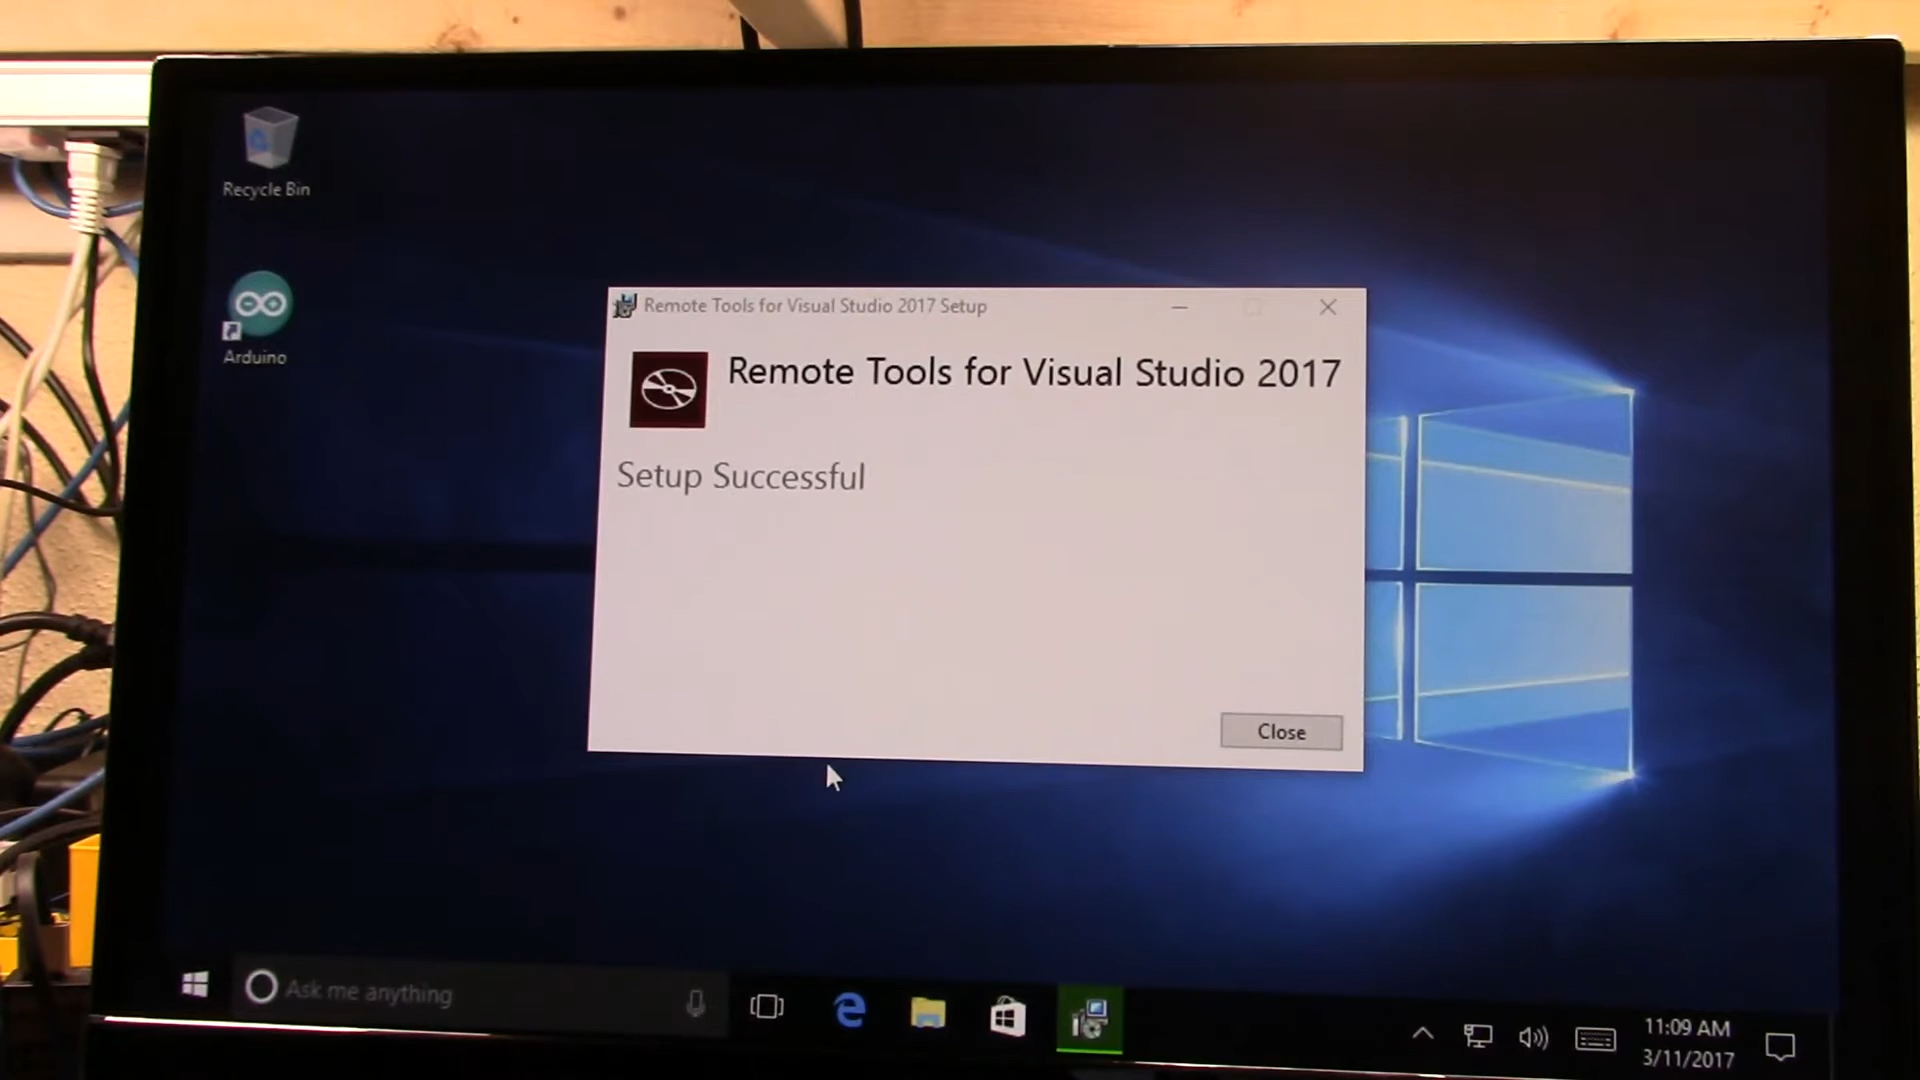 Recycle Bin
Arduino
Remote Tools for Visual Studio 2017 Setup
Remote Tools for Visual Studio 2017
Setup Successful
Close
Ask me anything
11:09 AM
3/11/2017